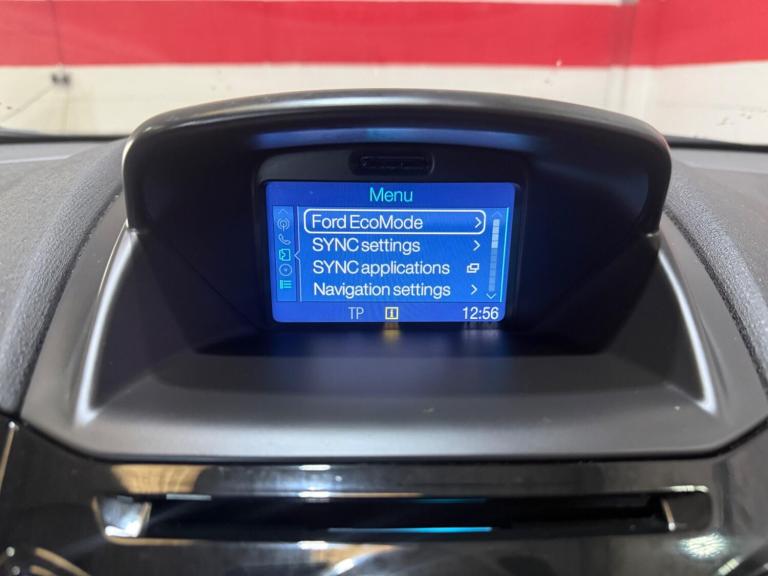 Menu
Ford EcoMode
SYNC settings
SYNC applications
Navigation settings
TP
12:56